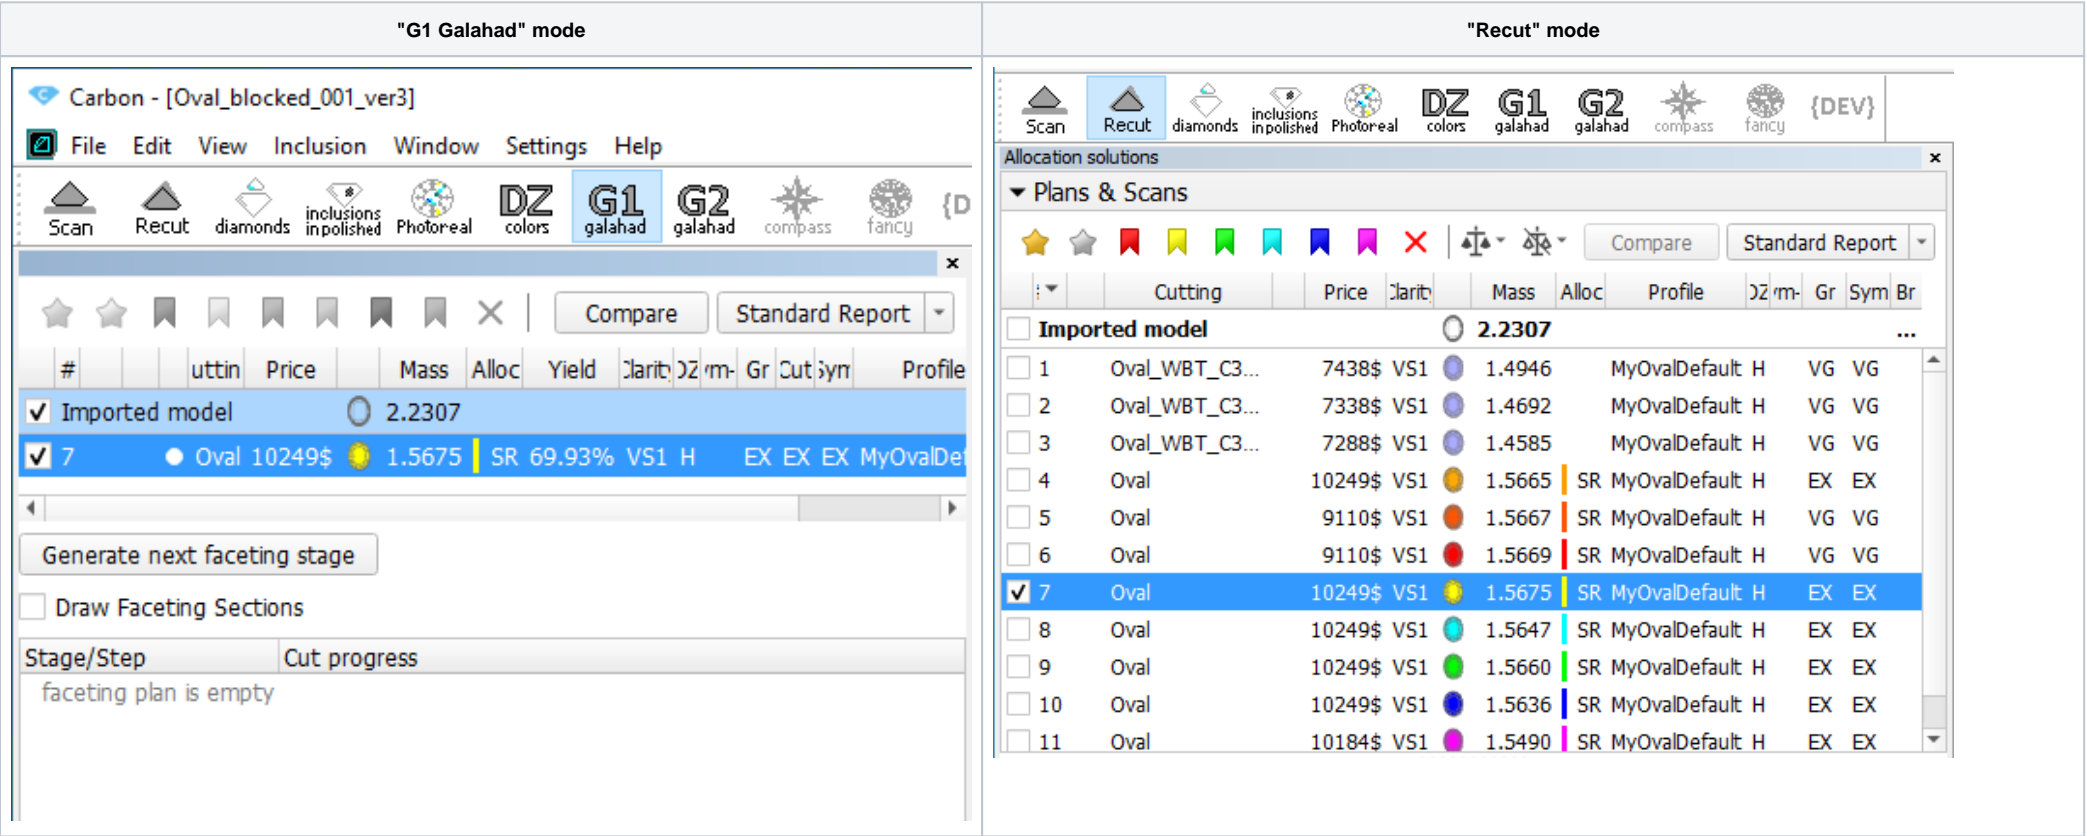 "G1 Galahad" mode
Carbon - [Oval_blocked_001_ver3]
File Edit View Inclusion Window Settings Help
Scan Recut diamonds inclusions in polished Photoreal DZ colors G1 galahad G2 galahad compass fancy {D
Compare Standard Report
# uttin Price Mass Alloc Yield Clarity DZ ym- Gr Cut Sym Profile
Imported model 2.2307
7 Oval 10249$ 1.5675 SR 69.93% VS1 H EX EX EX MyOvalDef
Generate next faceting stage
Draw Faceting Sections
Stage/Step Cut progress
faceting plan is empty
"Recut" mode
Scan Recut diamonds inclusions in polished Photoreal DZ colors G1 galahad G2 galahad compass fancy {DEV}
Allocation solutions
Plans & Scans
Compare Standard Report
Cutting Price Clarity Mass Alloc Profile DZ ym- Gr Sym Br
Imported model 2.2307 ...
1 Oval_WBT_C3... 7438$ VS1 1.4946 MyOvalDefault H VG VG
2 Oval_WBT_C3... 7338$ VS1 1.4692 MyOvalDefault H VG VG
3 Oval_WBT_C3... 7288$ VS1 1.4585 MyOvalDefault H VG VG
4 Oval 10249$ VS1 1.5665 SR MyOvalDefault H EX EX
5 Oval 9110$ VS1 1.5667 SR MyOvalDefault H VG VG
6 Oval 9110$ VS1 1.5669 SR MyOvalDefault H VG VG
7 Oval 10249$ VS1 1.5675 SR MyOvalDefault H EX EX
8 Oval 10249$ VS1 1.5647 SR MyOvalDefault H EX EX
9 Oval 10249$ VS1 1.5660 SR MyOvalDefault H EX EX
10 Oval 10249$ VS1 1.5636 SR MyOvalDefault H EX EX
11 Oval 10184$ VS1 1.5490 SR MyOvalDefault H EX EX